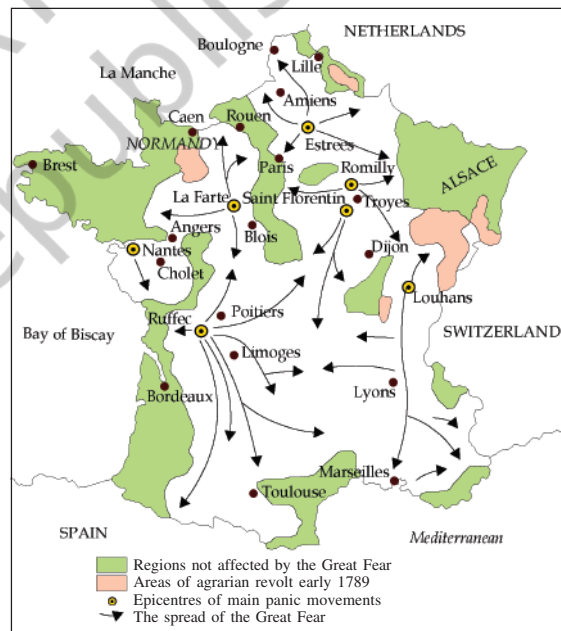 NETHERLANDS
Boulogne
Lille
La Manche
Amiens
Caen
Rouen
NORMANDY
Estrees
Paris
Romilly
Brest
ALSACE
La Farte
Saint Florentin
Troyes
Angers
Blois
Nantes
Dijon
Cholet
Louhans
Ruffec
Poitiers
Bay of Biscay
SWITZERLAND
Limoges
Bordeaux
Lyons
Marseilles
Toulouse
SPAIN
Mediterranean
Regions not affected by the Great Fear
Areas of agrarian revolt early 1789
Epicentres of main panic movements
The spread of the Great Fear